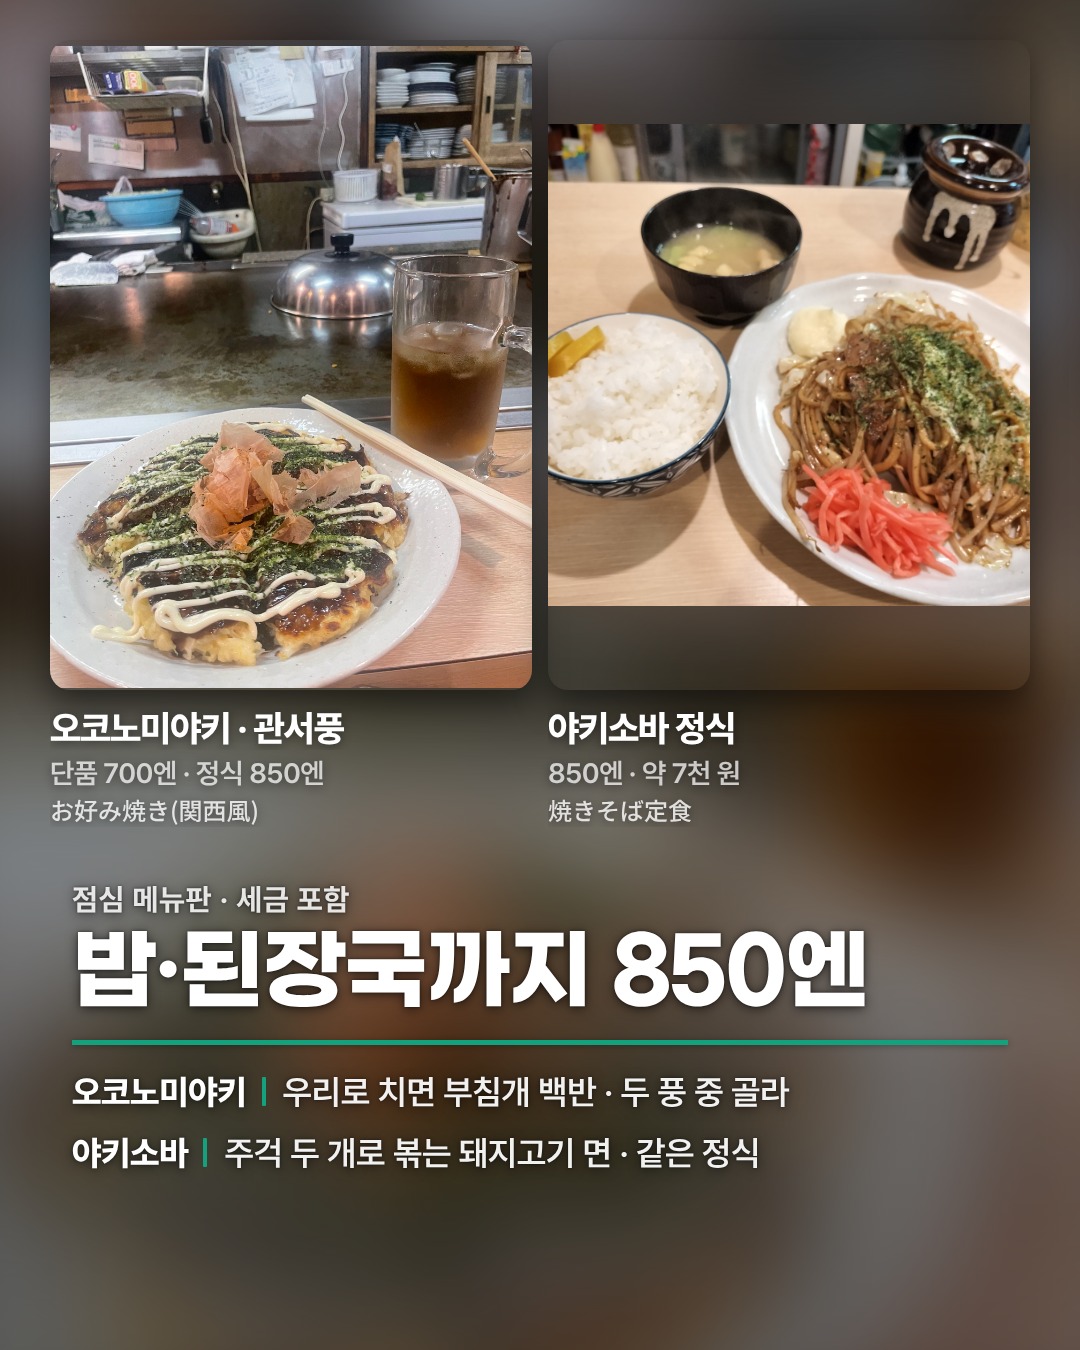 오코노미야키 · 관서풍
단품 700엔 · 정식 850엔
お好み焼き(関西風)
야키소바 정식
850엔 · 약 7천 원
焼きそば定食
점심 메뉴판 · 세금 포함
밥·된장국까지 850엔
오코노미야키 | 우리로 치면 부침개 백반 · 두 풍 중 골라
야키소바 | 주걱 두 개로 볶는 돼지고기 면 · 같은 정식